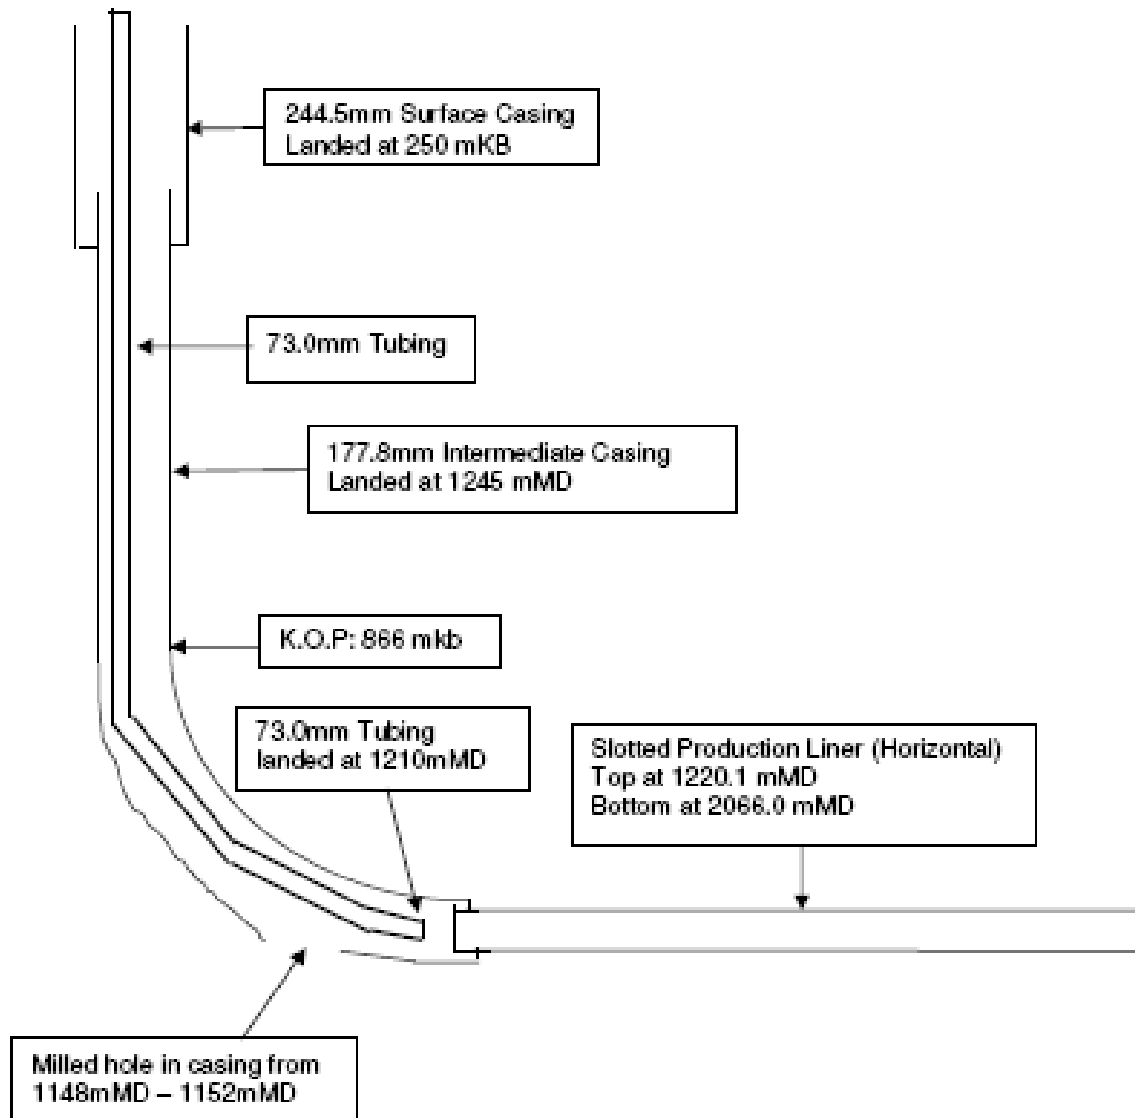 244.5mm Surface Casing
Landed at 250 mKB
73.0mm Tubing
177.8mm Intermediate Casing
Landed at 1245 mMD
K.O.P: 866 mkb
73.0mm Tubing
landed at 1210mMD
Slotted Production Liner (Horizontal)
Top at 1220.1 mMD
Bottom at 2066.0 mMD
Milled hole in casing from
1148mMD – 1152mMD